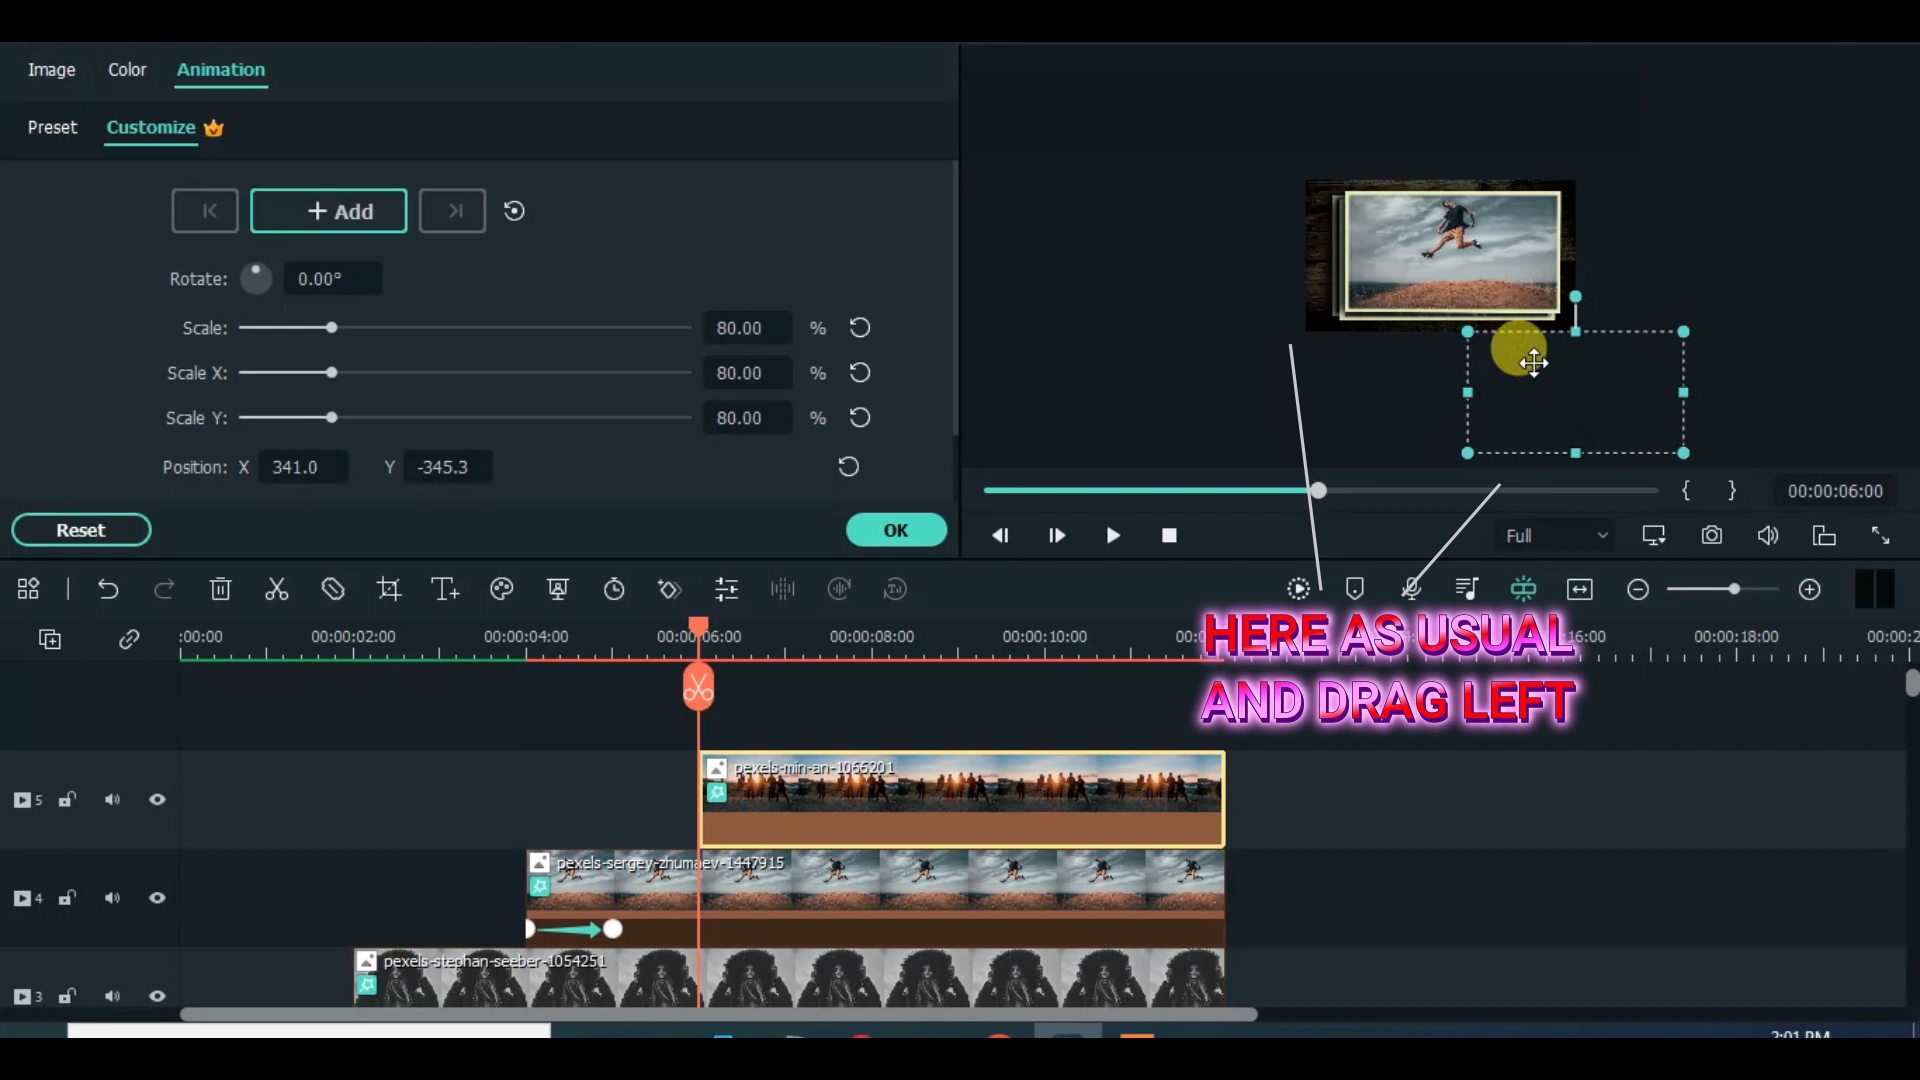 Image Color Animation
Preset Customize
+ Add
Rotate: 0.00°
Scale: 80.00 %
Scale X: 80.00 %
Scale Y: 80.00 %
Position: X 341.0 Y -345.3
Reset OK
00:00:06:00
Full
:00:00 00:00:02:00 00:00:04:00 00:00:06:00 00:00:08:00 00:00:10:00 :16:00 00:00:18:00
HERE AS USUAL
AND DRAG LEFT
pexels-min-an-1066201
5
pexels-sergey-zhumaev-1447915
4
pexels-stephan-seeber-1054251
3
2:01 PM